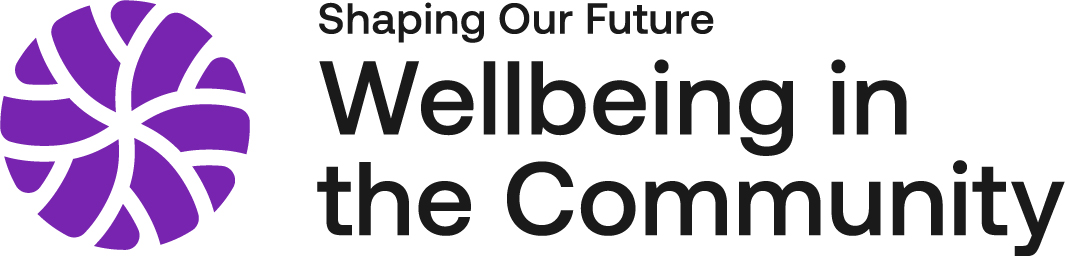 Shaping Our Future
Wellbeing in
the Community